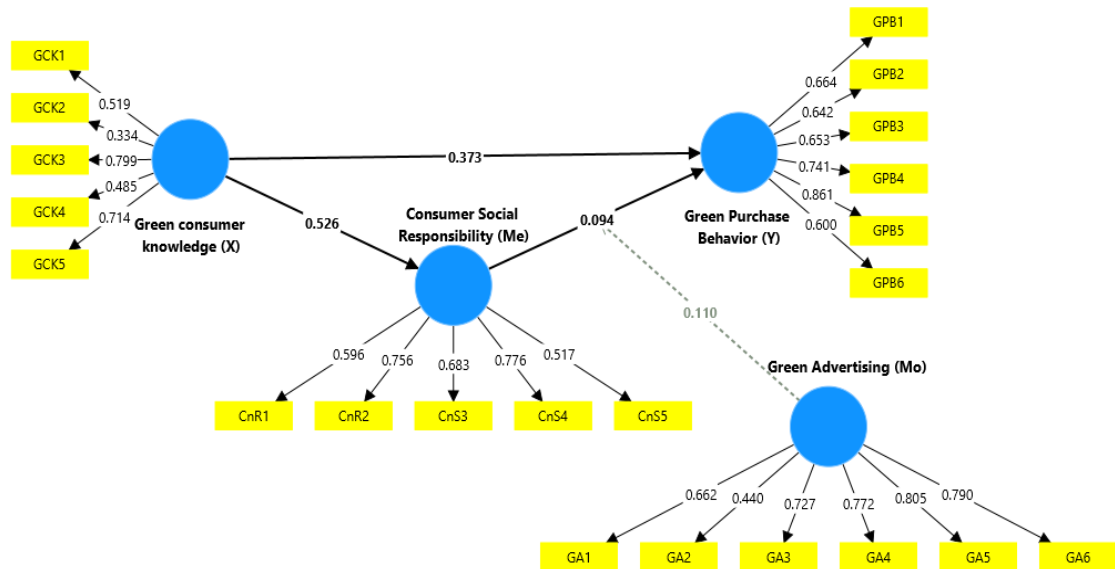 GCK1
GCK2
GCK3
GCK4
GCK5
0.519
0.334
0.799
0.485
0.714
Green consumer
knowledge (X)
0.373
0.526
Consumer Social
Responsibility (Me)
0.094
Green Purchase
Behavior (Y)
GPB1
GPB2
GPB3
GPB4
GPB5
GPB6
0.664
0.642
0.653
0.741
0.861
0.600
0.596
0.756
0.683
0.776
0.517
CnR1
CnR2
CnS3
CnS4
CnS5
0.110
Green Advertising (Mo)
0.662
0.440
0.727
0.772
0.805
0.790
GA1
GA2
GA3
GA4
GA5
GA6